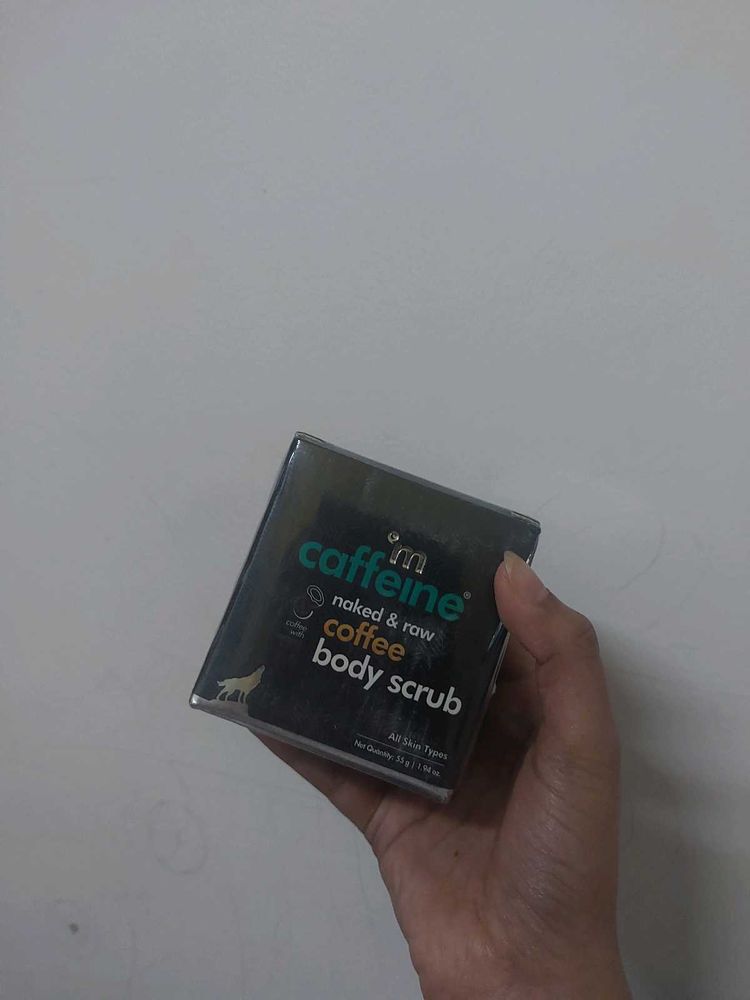 'm
caffeine®
naked & raw
coffee
body scrub
coffee
with
All Skin Types
Net Quantity: 55 g | 1.94 oz.